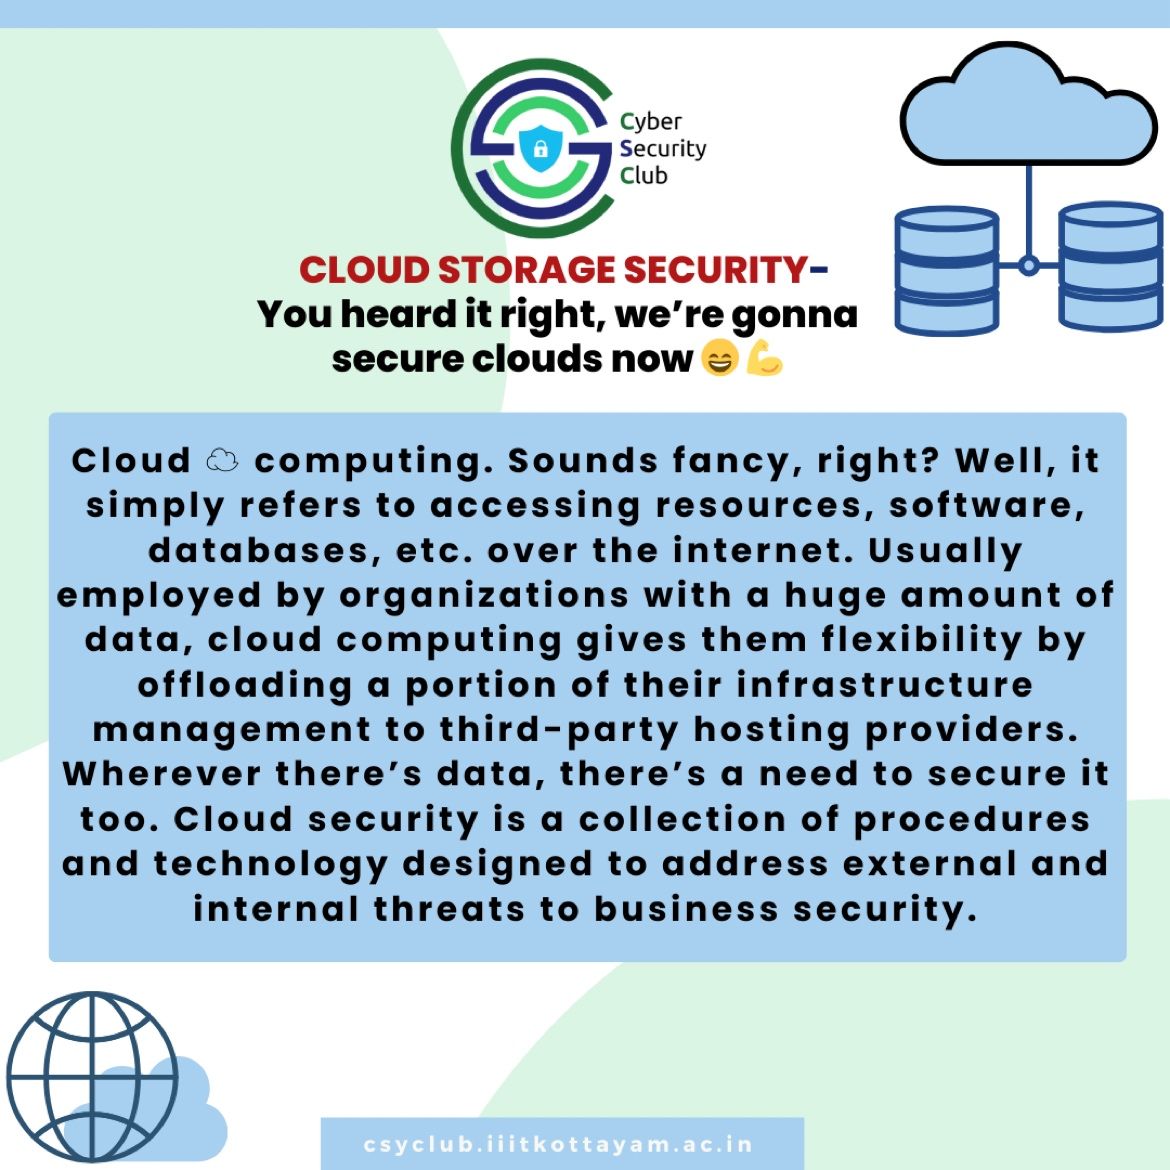 Cyber
Security
Club
CLOUD STORAGE SECURITY-
You heard it right, we’re gonna
secure clouds now 😄💪
Cloud ☁ computing. Sounds fancy, right? Well, it
simply refers to accessing resources, software,
databases, etc. over the internet. Usually
employed by organizations with a huge amount of
data, cloud computing gives them flexibility by
offloading a portion of their infrastructure
management to third-party hosting providers.
Wherever there’s data, there’s a need to secure it
too. Cloud security is a collection of procedures
and technology designed to address external and
internal threats to business security.
csyclub.iiitkottayam.ac.in